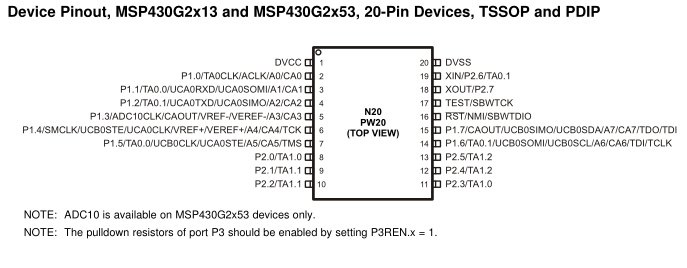 Device Pinout, MSP430G2x13 and MSP430G2x53, 20-Pin Devices, TSSOP and PDIP
DVCC 1 20 DVSS
P1.0/TA0CLK/ACLK/A0/CA0 2 19 XIN/P2.6/TA0.1
P1.1/TA0.0/UCA0RXD/UCA0SOMI/A1/CA1 3 18 XOUT/P2.7
P1.2/TA0.1/UCA0TXD/UCA0SIMO/A2/CA2 4 17 TEST/SBWTCK
P1.3/ADC10CLK/CAOUT/VREF-/VEREF-/A3/CA3 5 16 RST/NMI/SBWTDIO
P1.4/SMCLK/UCB0STE/UCA0CLK/VREF+/VEREF+/A4/CA4/TCK 6 15 P1.7/CAOUT/UCB0SIMO/UCB0SDA/A7/CA7/TDO/TDI
P1.5/TA0.0/UCB0CLK/UCA0STE/A5/CA5/TMS 7 14 P1.6/TA0.1/UCB0SOMI/UCB0SCL/A6/CA6/TDI/TCLK
P2.0/TA1.0 8 13 P2.5/TA1.2
P2.1/TA1.1 9 12 P2.4/TA1.2
P2.2/TA1.1 10 11 P2.3/TA1.0
N20
PW20
(TOP VIEW)
NOTE: ADC10 is available on MSP430G2x53 devices only.
NOTE: The pulldown resistors of port P3 should be enabled by setting P3REN.x = 1.